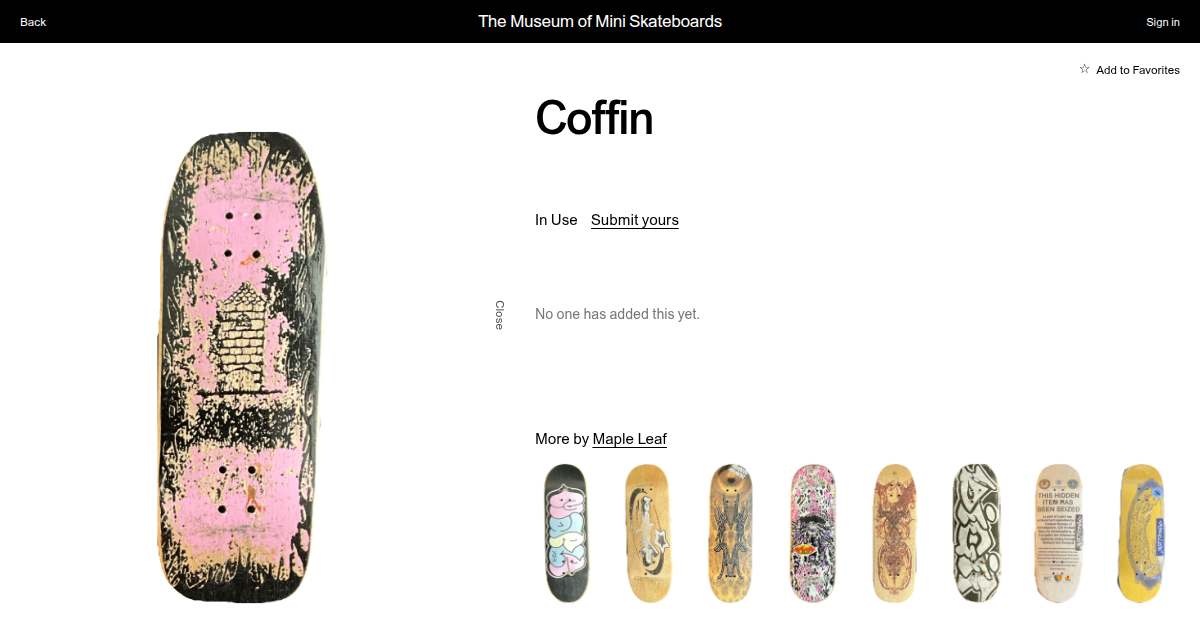 Back
The Museum of Mini Skateboards
Sign in
☆ Add to Favorites
Coffin
In Use Submit yours
Close
No one has added this yet.
More by Maple Leaf
THIS HIDDEN
ITEM HAS
BEEN SEIZED